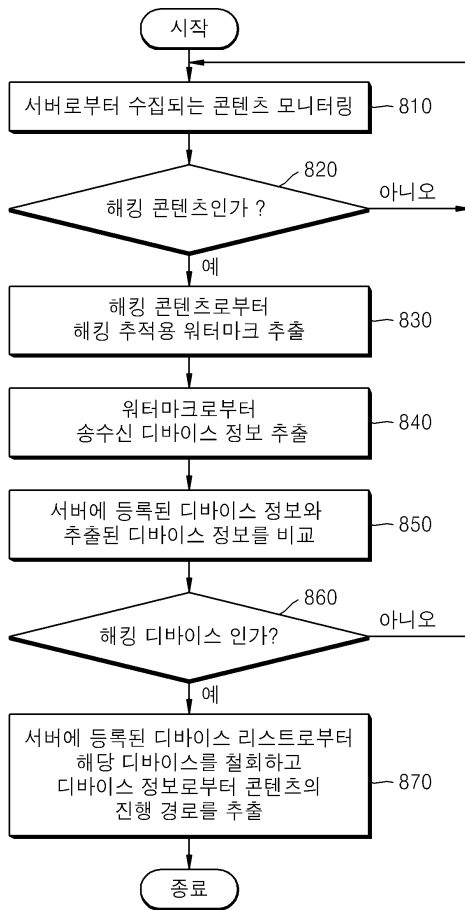 시작
서버로부터 수집되는 콘텐츠 모니터링
810
820
해킹 콘텐츠인가 ?
아니오
예
해킹 콘텐츠로부터
해킹 추적용 워터마크 추출
830
워터마크로부터
송수신 디바이스 정보 추출
840
서버에 등록된 디바이스 정보와
추출된 디바이스 정보를 비교
850
860
해킹 디바이스 인가?
아니오
예
서버에 등록된 디바이스 리스트로부터
해당 디바이스를 철회하고
디바이스 정보로부터 콘텐츠의
진행 경로를 추출
870
종료